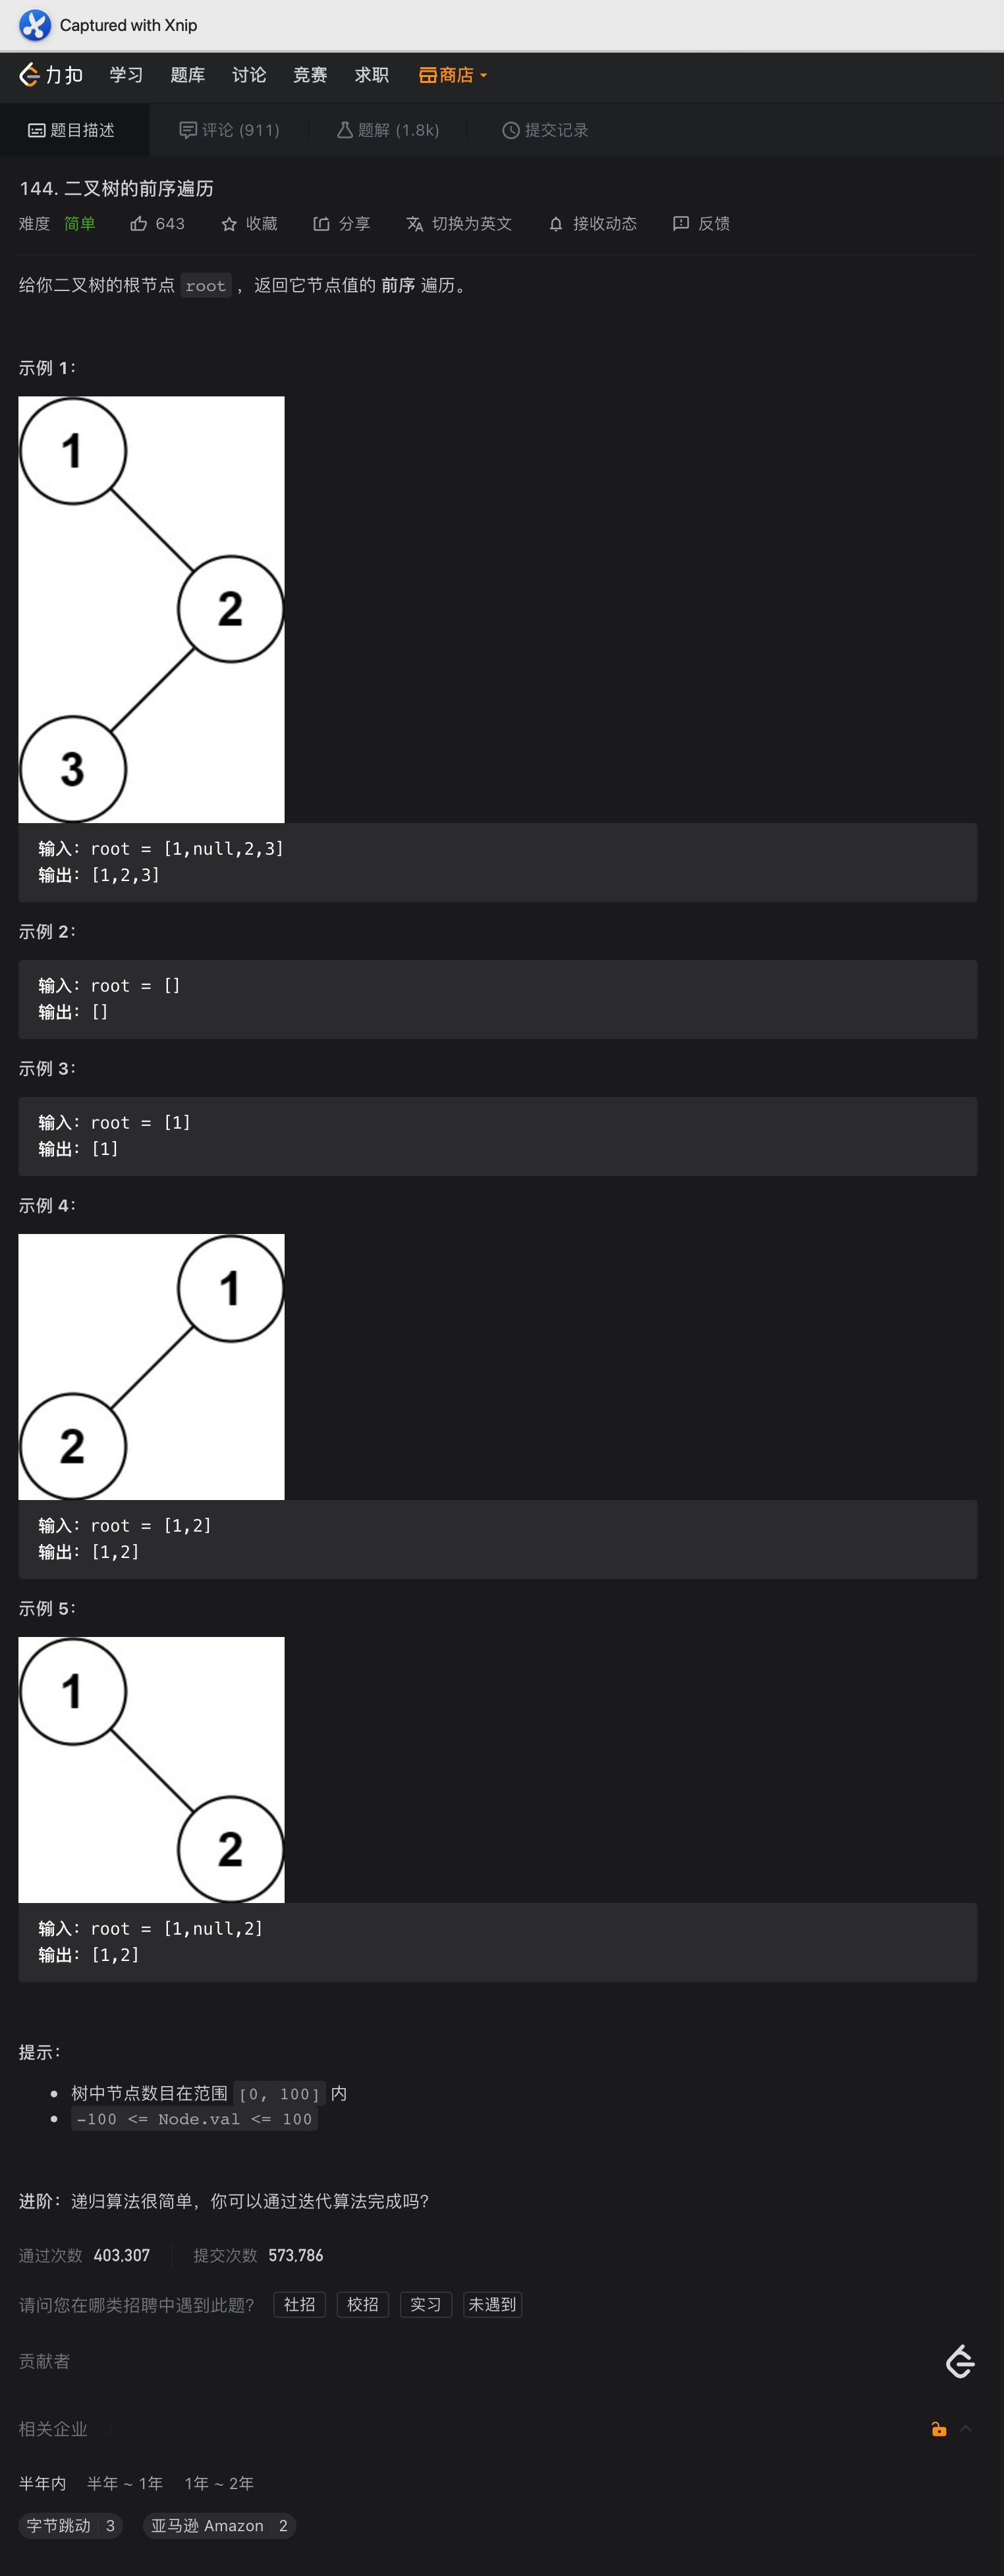 Captured with Xnip
力扣 学习 题库 讨论 竞赛 求职 商店
题目描述 评论 (911) 题解 (1.8k) 提交记录
144. 二叉树的前序遍历
难度 简单 643 收藏 分享 切换为英文 接收动态 反馈
给你二叉树的根节点 root ，返回它节点值的 前序 遍历。
示例 1：
1
2
3
输入：root = [1,null,2,3]
输出：[1,2,3]
示例 2：
输入：root = []
输出：[]
示例 3：
输入：root = [1]
输出：[1]
示例 4：
1
2
输入：root = [1,2]
输出：[1,2]
示例 5：
1
2
输入：root = [1,null,2]
输出：[1,2]
提示：
树中节点数目在范围 [0, 100] 内
-100 <= Node.val <= 100
进阶：递归算法很简单，你可以通过迭代算法完成吗？
通过次数 403,307 提交次数 573,786
请问您在哪类招聘中遇到此题？ 社招 校招 实习 未遇到
贡献者
相关企业
半年内 半年 ~ 1年 1年 ~ 2年
字节跳动 3 亚马逊 Amazon 2